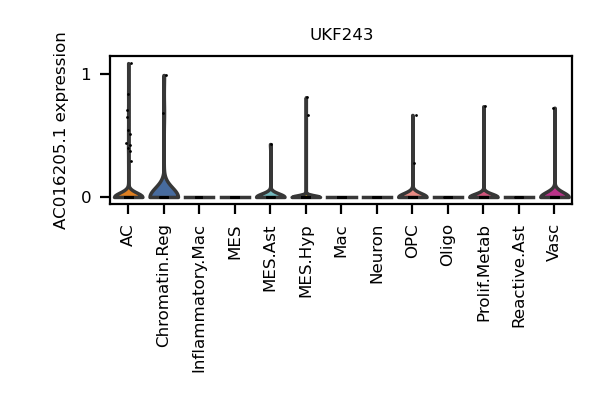 UKF243
AC016205.1 expression
1
0
AC
Chromatin.Reg
Inflammatory.Mac
MES
MES.Ast
MES.Hyp
Mac
Neuron
OPC
Oligo
Prolif.Metab
Reactive.Ast
Vasc